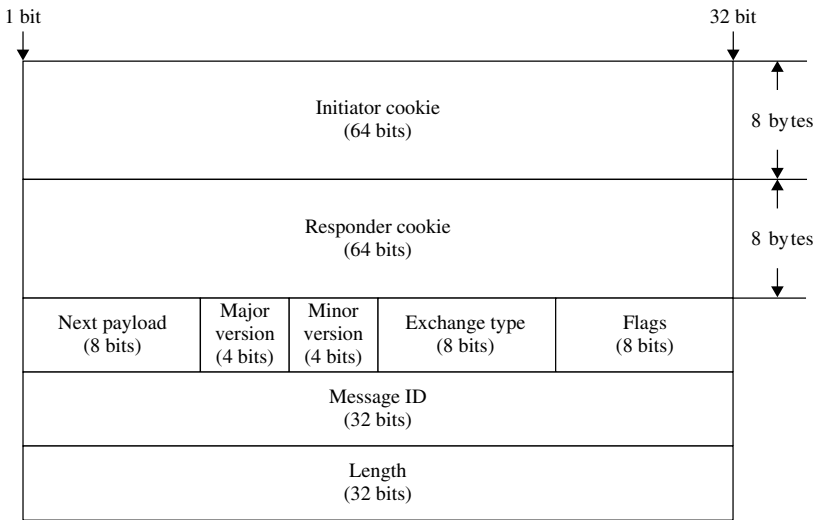 1 bit
32 bit
Initiator cookie
(64 bits)
8 bytes
Responder cookie
(64 bits)
8 bytes
Next payload
(8 bits)
Major
version
(4 bits)
Minor
version
(4 bits)
Exchange type
(8 bits)
Flags
(8 bits)
Message ID
(32 bits)
Length
(32 bits)